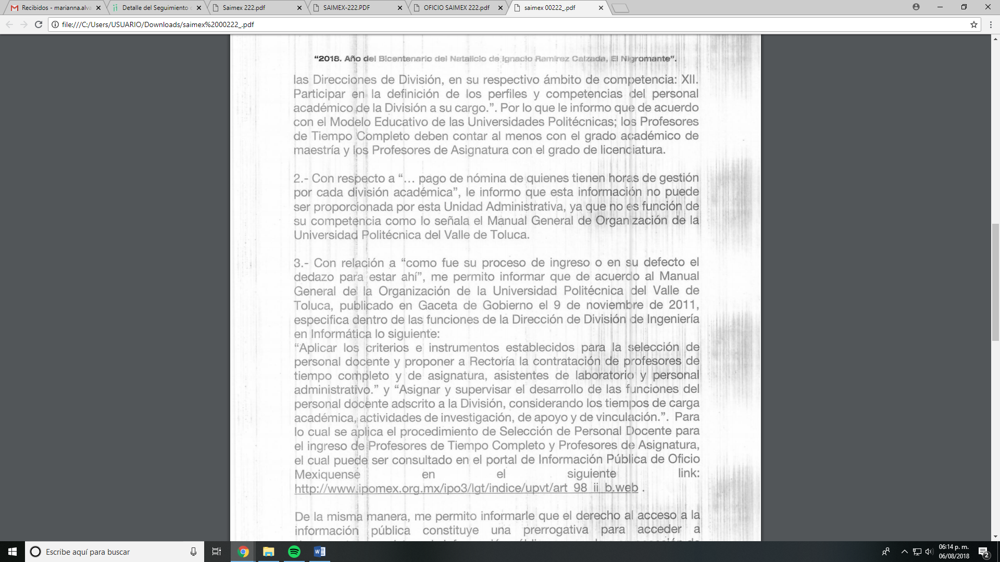 Recibidos - marianna.alva
Detalle del Seguimiento d
Saimex 222.pdf
SAIMEX-222.PDF
OFICIO SAIMEX 222.pdf
saimex 00222_.pdf
file:///C:/Users/USUARIO/Downloads/saimex%2000222_.pdf
“2018. Año del Bicentenario del Natalicio de Ignacio Ramírez Calzada, El Nigromante”.
las Direcciones de División, en su respectivo ámbito de competencia: XII.
Participar en la definición de los perfiles y competencias del personal
académico de la División a su cargo.”. Por lo que le informo que de acuerdo
con el Modelo Educativo de las Universidades Politécnicas; los Profesores
de Tiempo Completo deben contar al menos con el grado académico de
maestría y los Profesores de Asignatura con el grado de licenciatura.
2.- Con respecto a “… pago de nómina de quienes tienen horas de gestión
por cada división académica”, le informo que esta información no puede
ser proporcionada por esta Unidad Administrativa, ya que no es función de
su competencia como lo señala el Manual General de Organización de la
Universidad Politécnica del Valle de Toluca.
3.- Con relación a “como fue su proceso de ingreso o en su defecto el
dedazo para estar ahí”, me permito informar que de acuerdo al Manual
General de la Organización de la Universidad Politécnica del Valle de
Toluca, publicado en Gaceta de Gobierno el 9 de noviembre de 2011,
especifica dentro de las funciones de la Dirección de División de Ingeniería
en Informática lo siguiente:
“Aplicar los criterios e instrumentos establecidos para la selección de
personal docente y proponer a Rectoría la contratación de profesores de
tiempo completo y de asignatura, asistentes de laboratorio y personal
administrativo.” y “Asignar y supervisar el desarrollo de las funciones del
personal docente adscrito a la División, considerando los tiempos de carga
académica, actividades de investigación, de apoyo y de vinculación.”. Para
lo cual se aplica el procedimiento de Selección de Personal Docente para
el ingreso de Profesores de Tiempo Completo y Profesores de Asignatura,
el cual puede ser consultado en el portal de Información Pública de Oficio
Mexiquense en el siguiente link:
http://www.ipomex.org.mx/ipo3/lgt/indice/upvt/art_98_ii_b.web .
De la misma manera, me permito informarle que el derecho al acceso a la
información pública constituye una prerrogativa para acceder a
Escribe aquí para buscar
06:14 p. m.
06/08/2018
2